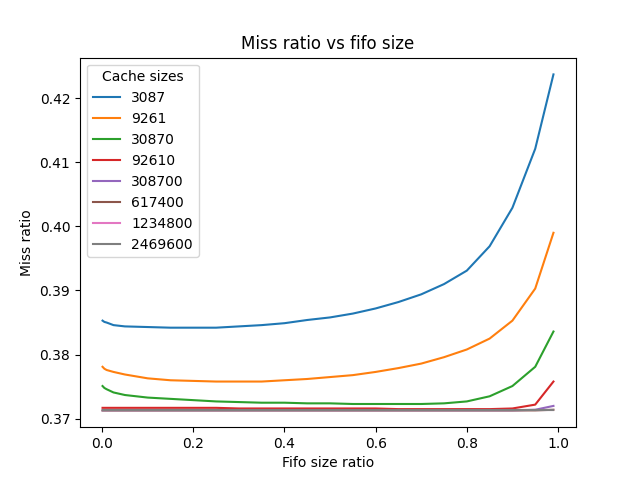 Miss ratio vs fifo size
Cache sizes
3087
9261
30870
92610
308700
617400
1234800
2469600
Miss ratio
0.42
0.41
0.40
0.39
0.38
0.37
0.0 0.2 0.4 0.6 0.8 1.0
Fifo size ratio